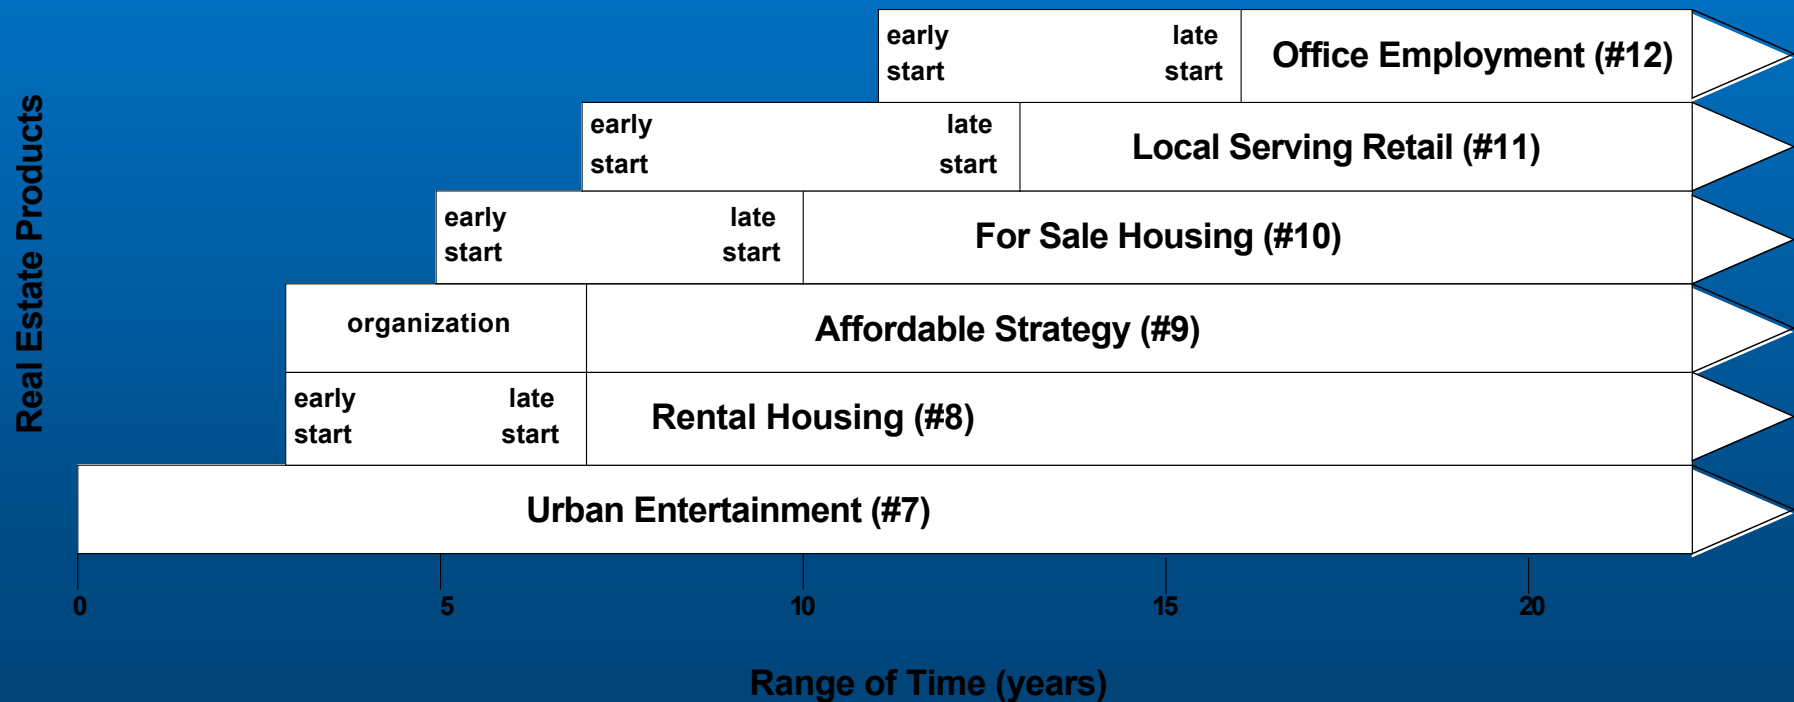 early late
start start
Office Employment (#12)
early late
start start
Local Serving Retail (#11)
early late
start start
For Sale Housing (#10)
organization
Affordable Strategy (#9)
early late
start start
Rental Housing (#8)
Urban Entertainment (#7)
Real Estate Products
0 5 10 15 20
Range of Time (years)